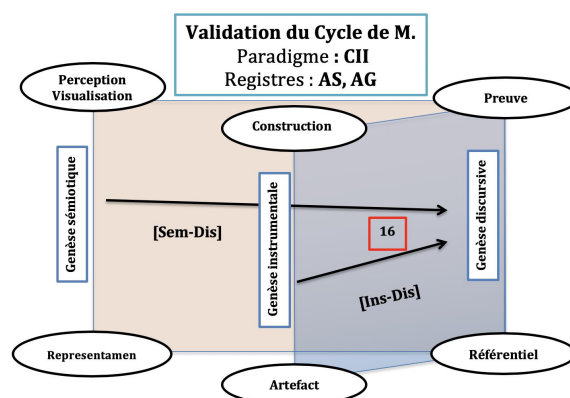 Validation du Cycle de M.
Paradigme : CII
Registres : AS, AG
Perception
Visualisation
Construction
Preuve
Genèse sémiotique
Genèse instrumentale
Genèse discursive
[Sem-Dis]
16
[Ins-Dis]
Representamen
Artefact
Référentiel